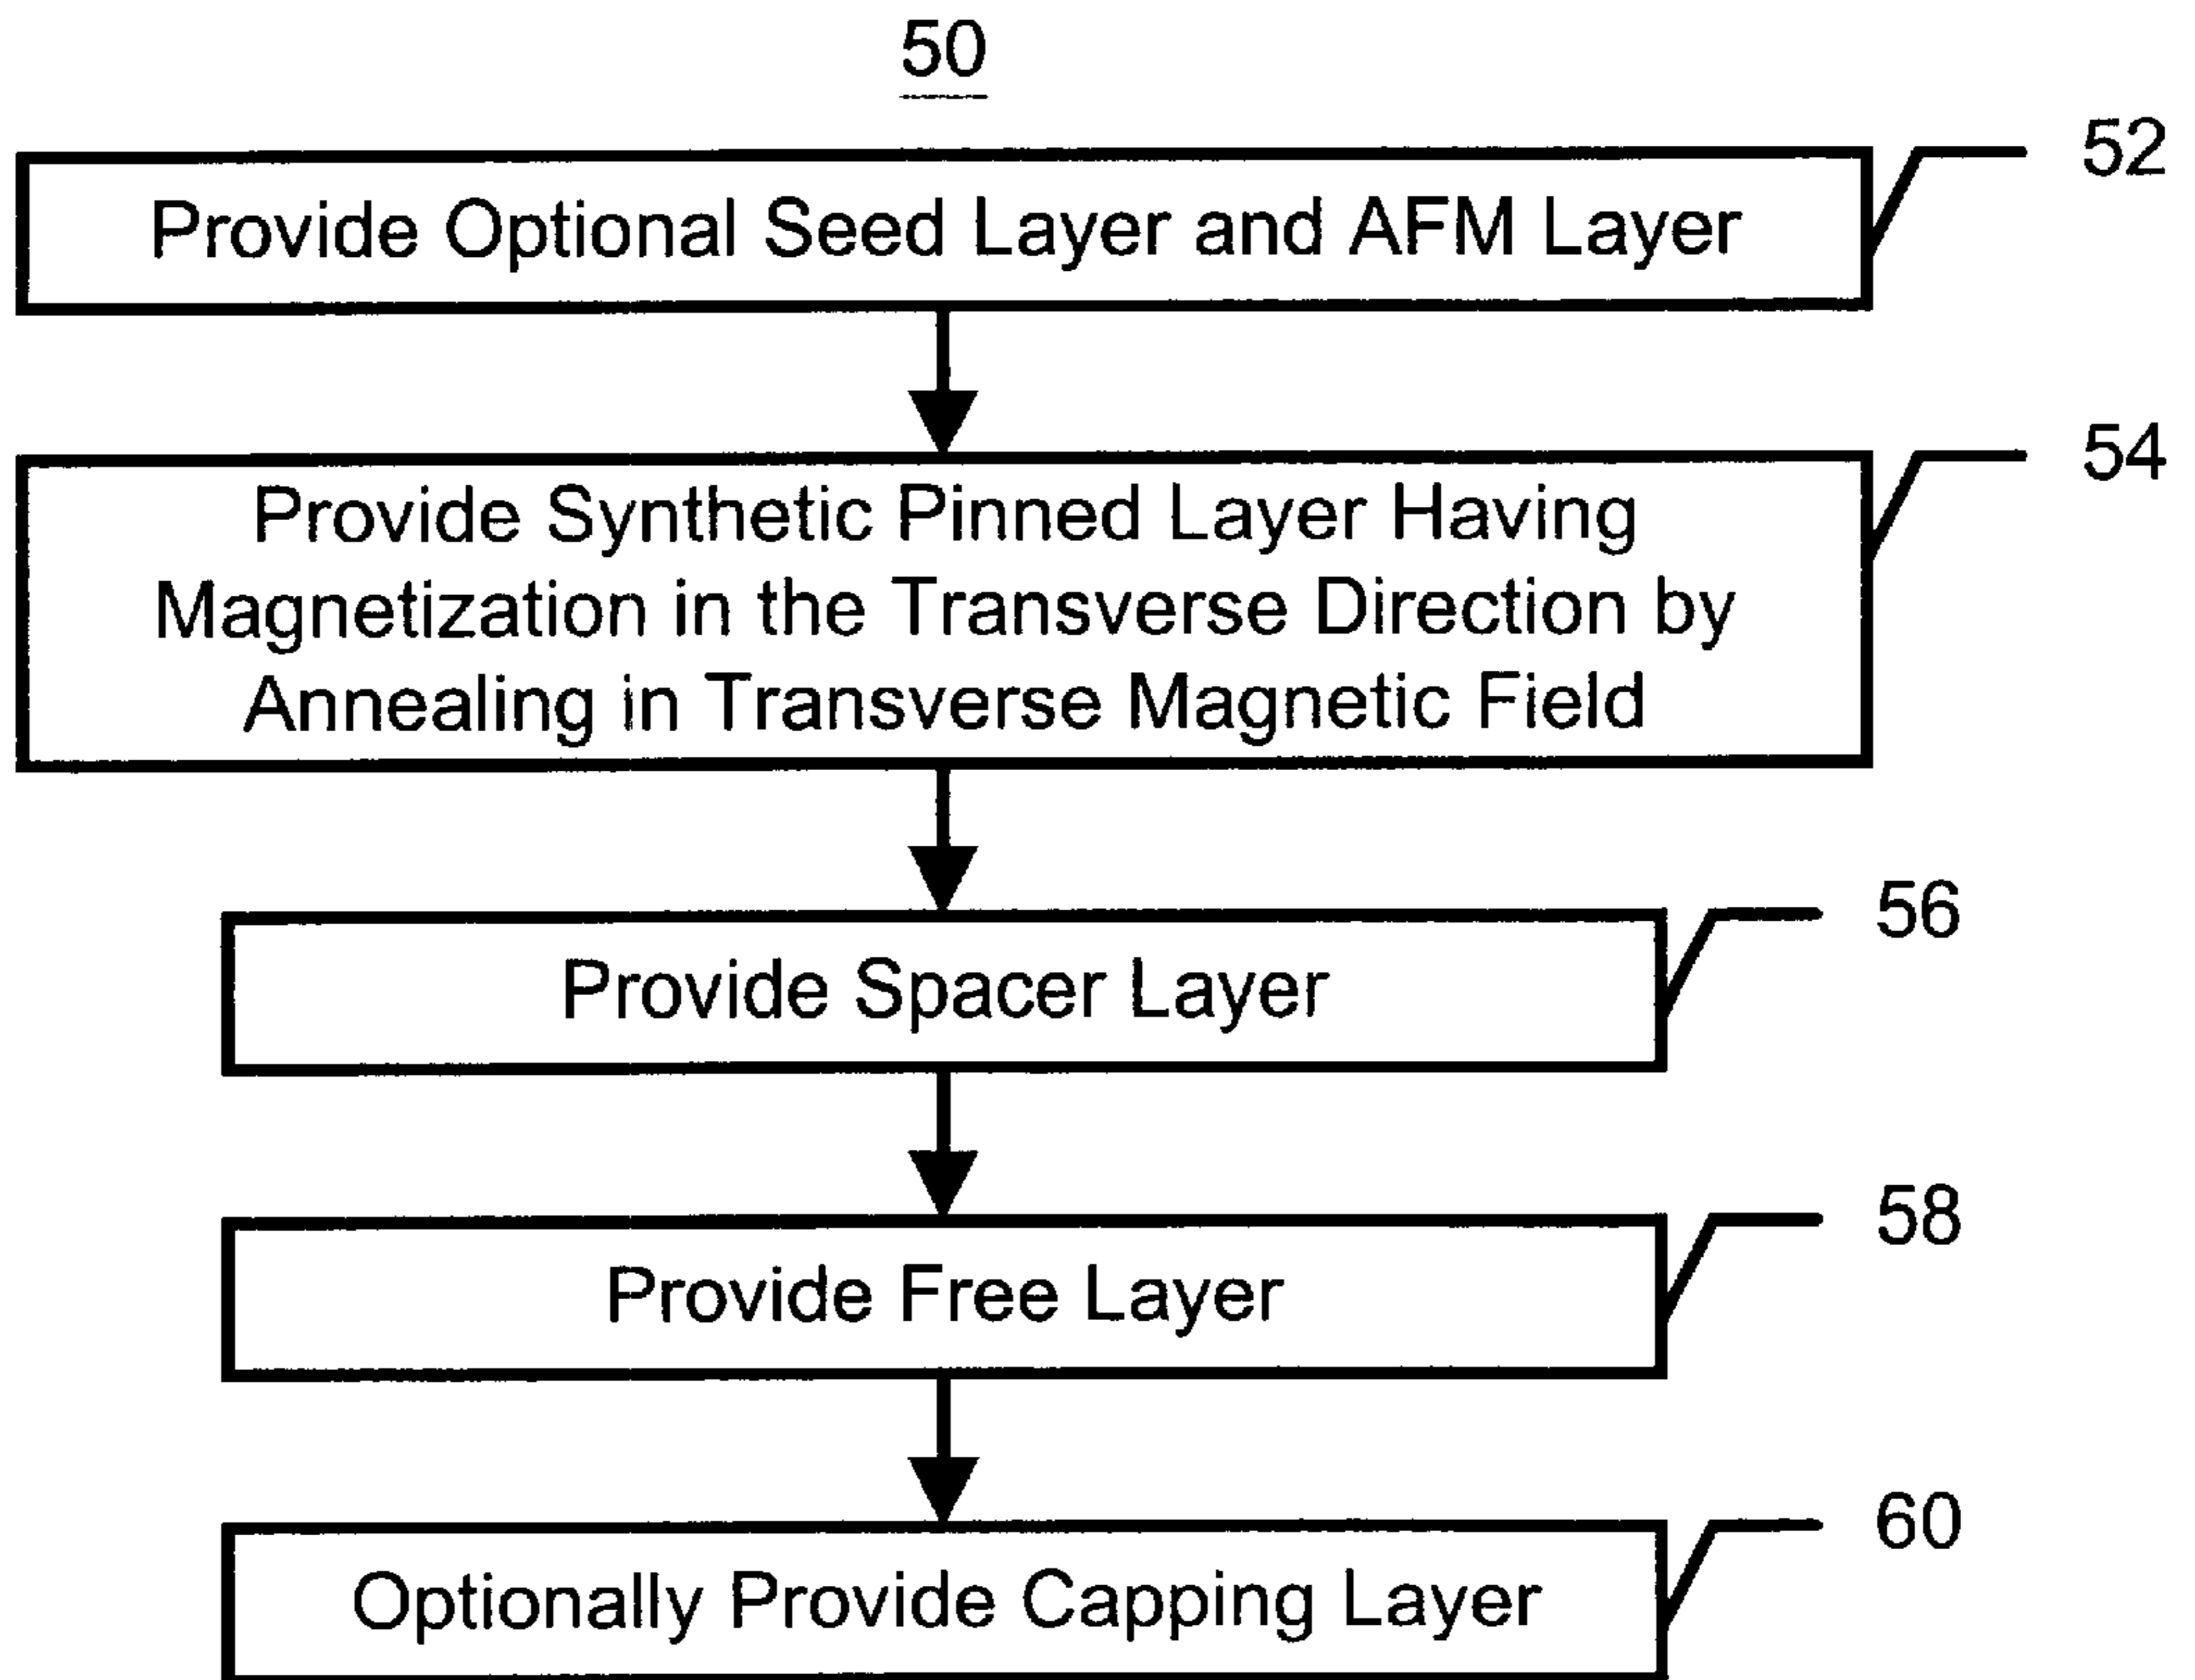 50
52
Provide Optional Seed Layer and AFM Layer
54
Provide Synthetic Pinned Layer Having
Magnetization in the Transverse Direction by
Annealing in Transverse Magnetic Field
56
Provide Spacer Layer
58
Provide Free Layer
60
Optionally Provide Capping Layer